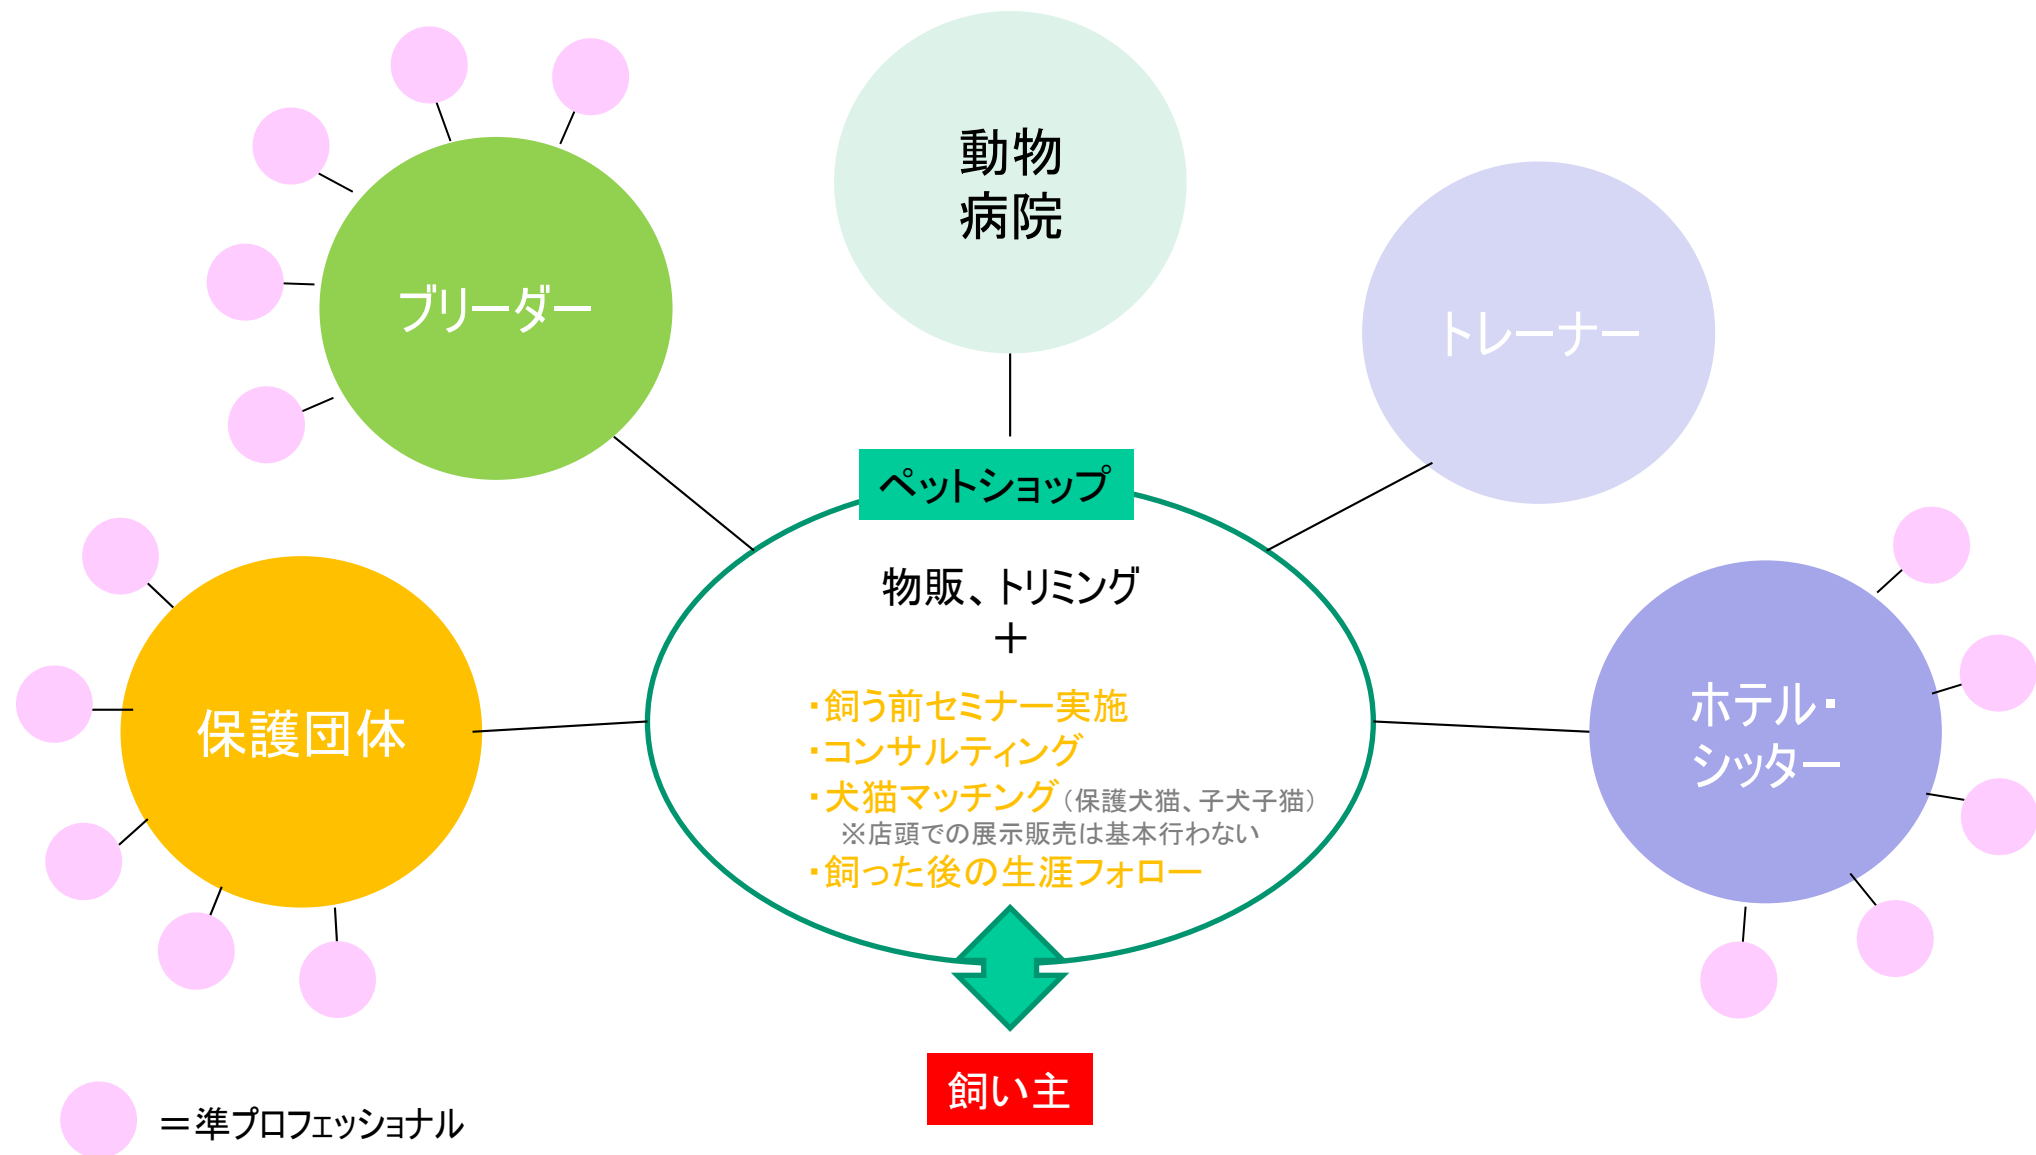 動物
病院
ブリーダー
トレーナー
ペットショップ
物販、トリミング
＋
・飼う前セミナー実施
・コンサルティング
・犬猫マッチング（保護犬猫、子犬子猫）
※店頭での展示販売は基本行わない
・飼った後の生涯フォロー
保護団体
ホテル・
シッター
飼い主
＝準プロフェッショナル